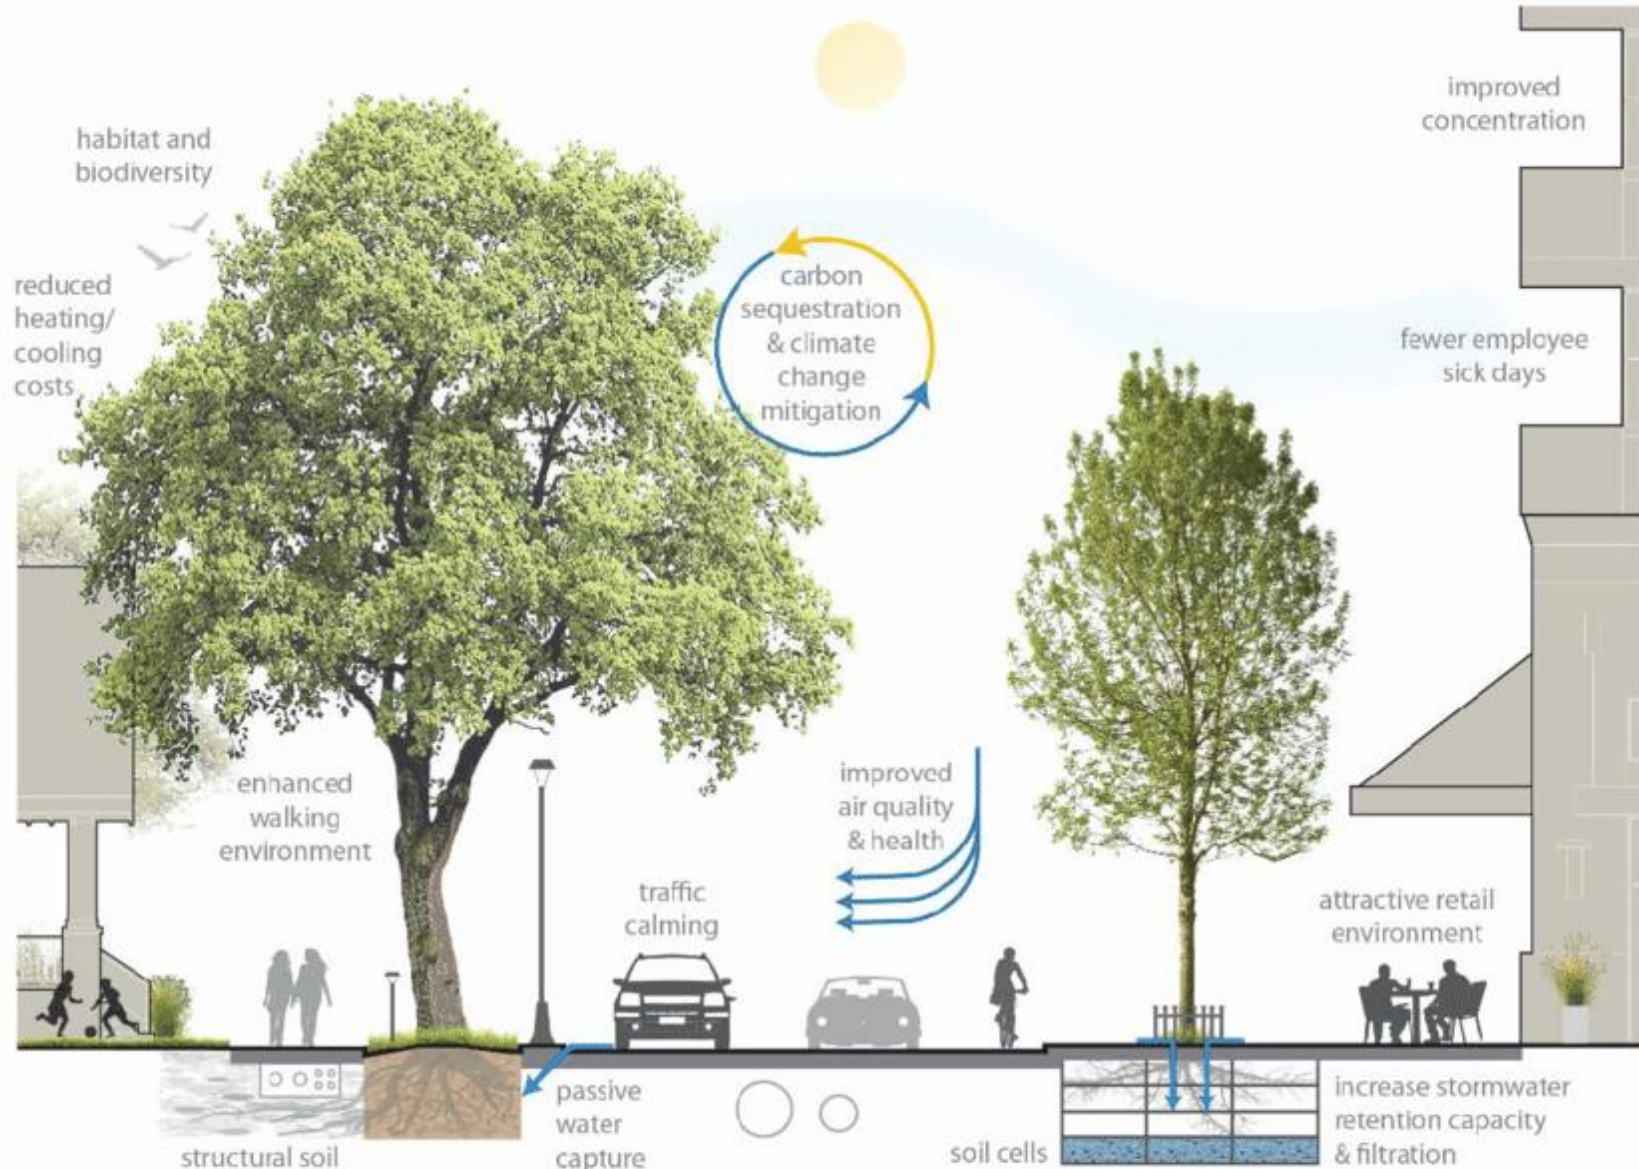 habitat and
biodiversity
reduced
heating/
cooling
costs
carbon
sequestration
& climate
change
mitigation
improved
concentration
fewer employee
sick days
enhanced
walking
environment
traffic
calming
improved
air quality
& health
attractive retail
environment
structural soil
passive
water
capture
soil cells
increase stormwater
retention capacity
& filtration